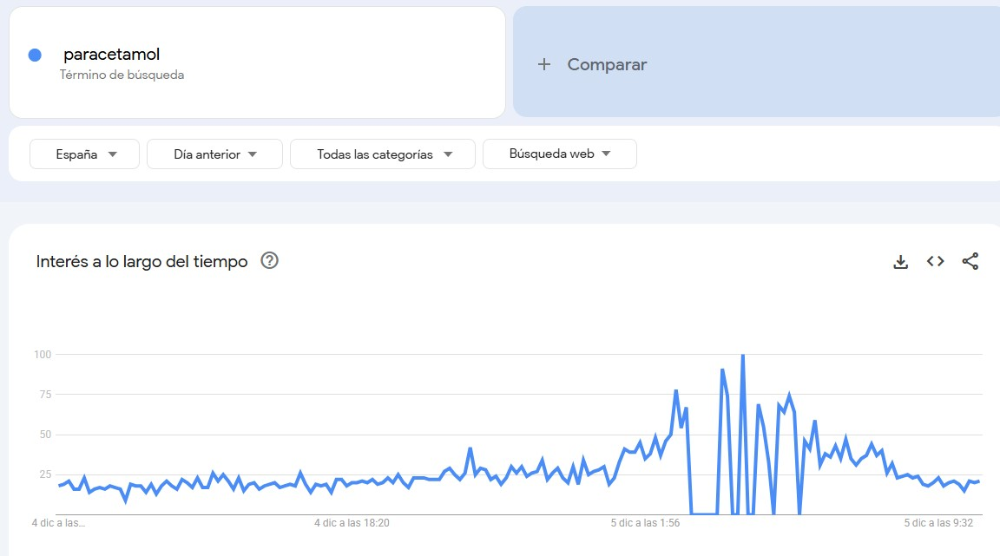 paracetamol
Término de búsqueda
+ Comparar
España
Día anterior
Todas las categorías
Búsqueda web
Interés a lo largo del tiempo
100
75
50
25
4 dic a las...
4 dic a las 18:20
5 dic a las 1:56
5 dic a las 9:32